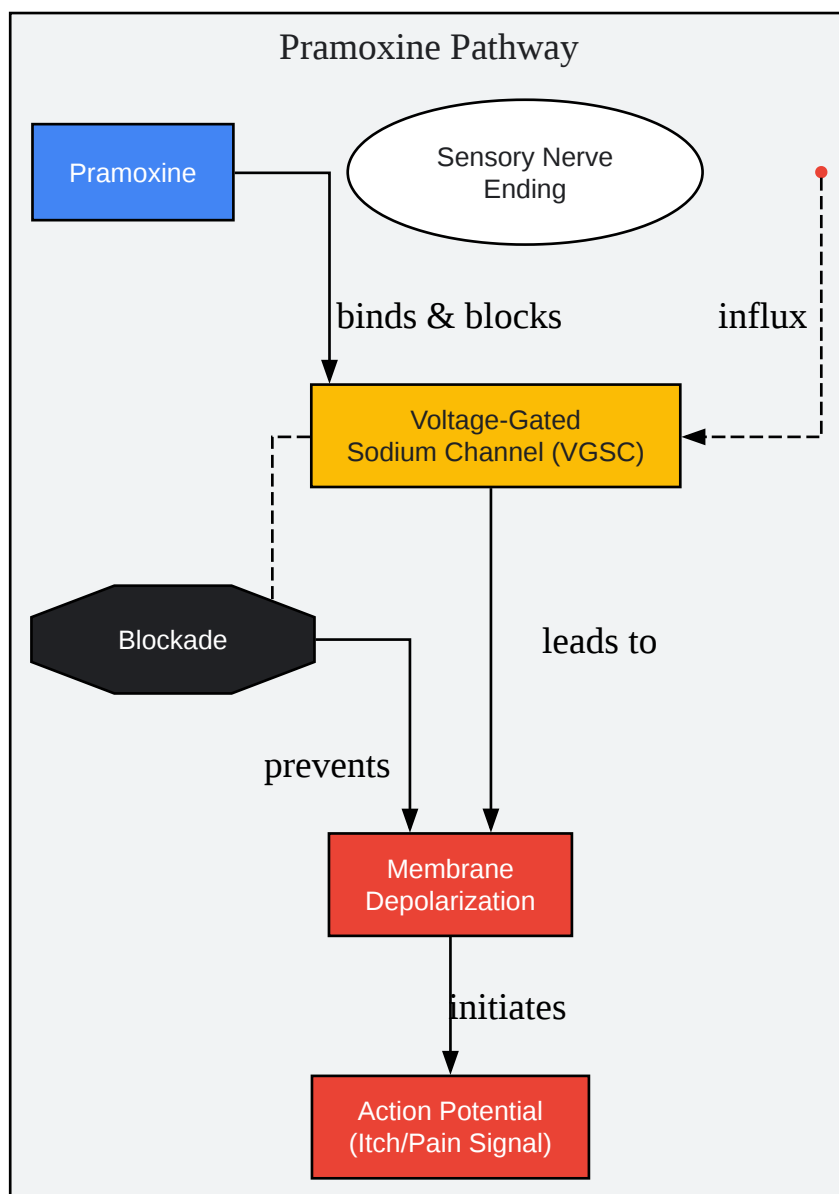 Pramoxine Pathway
Pramoxine
Sensory Nerve
Ending
binds & blocks
influx
Voltage-Gated
Sodium Channel (VGSC)
Blockade
leads to
prevents
Membrane
Depolarization
initiates
Action Potential
(Itch/Pain Signal)